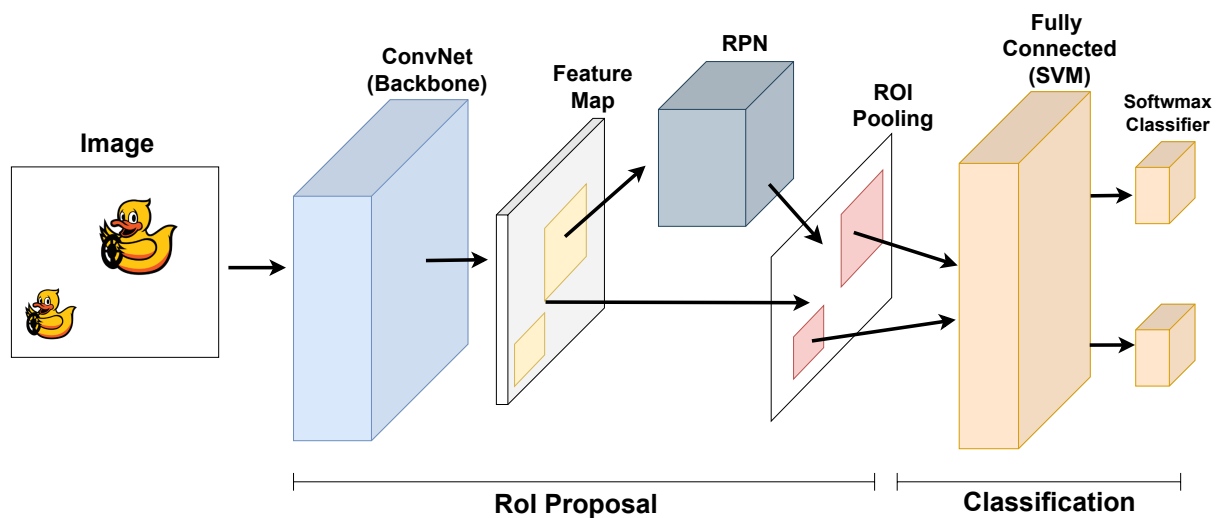 Image
ConvNet
(Backbone)
Feature
Map
RPN
ROI
Pooling
Fully
Connected
(SVM)
Softwmax
Classifier
RoI Proposal
Classification